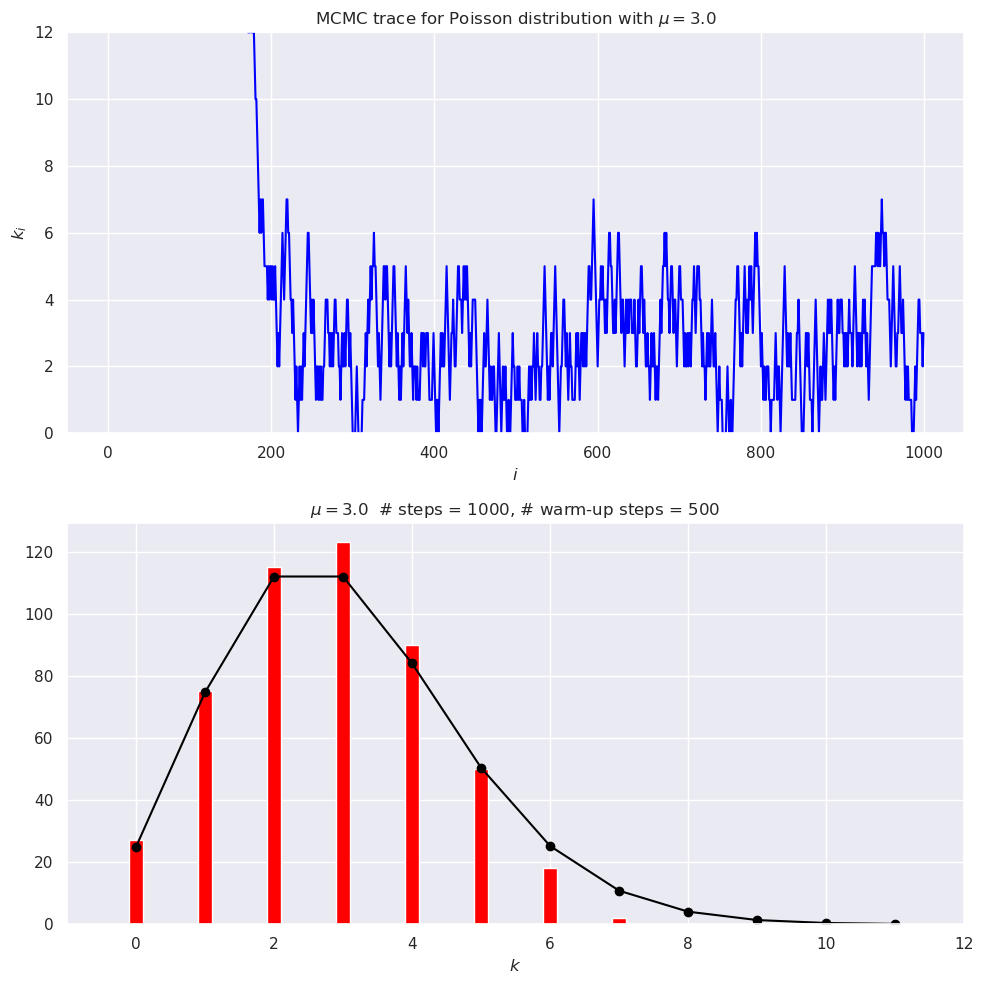 MCMC trace for Poisson distribution with μ = 3.0
12
10
8
6
4
2
0
k_i
0 200 400 600 800 1000
i
μ = 3.0 # steps = 1000, # warm-up steps = 500
120
100
80
60
40
20
0
0 2 4 6 8 10 12
k